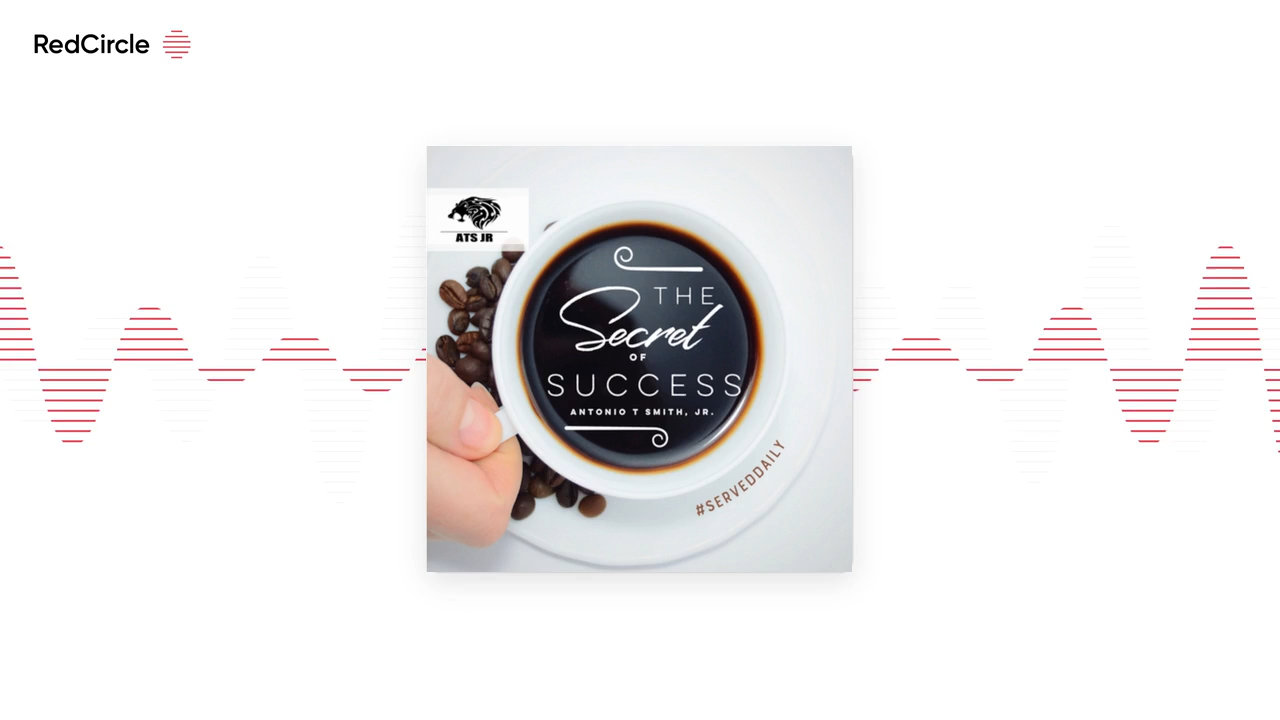 RedCircle
ATS JR
THE
Secret
OF
SUCCESS
ANTONIO T SMITH, JR.
#SERVEDDAILY